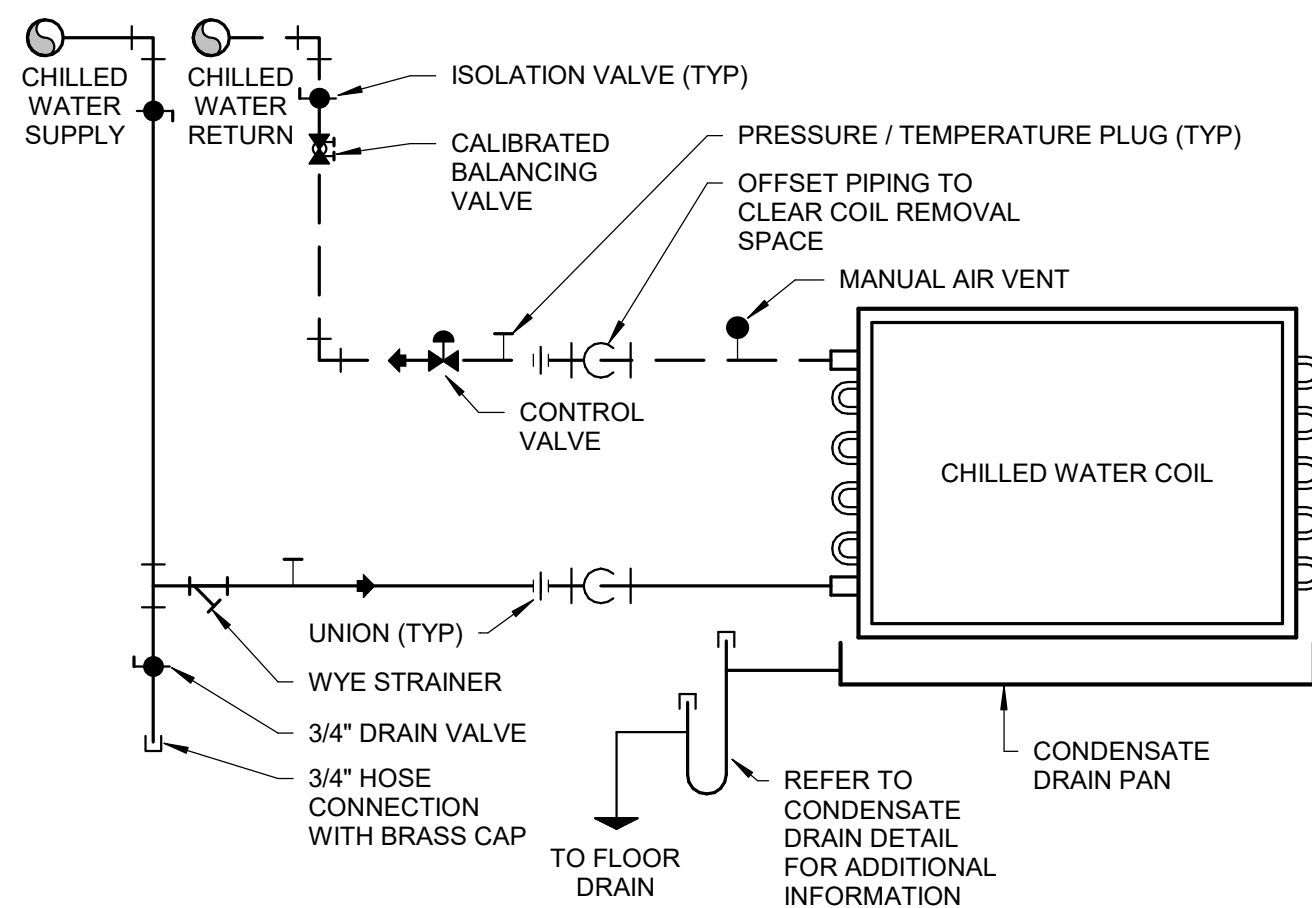 CHILLED
WATER
SUPPLY
CHILLED
WATER
RETURN
ISOLATION VALVE (TYP)
CALIBRATED
BALANCING
VALVE
PRESSURE / TEMPERATURE PLUG (TYP)
OFFSET PIPING TO
CLEAR COIL REMOVAL
SPACE
MANUAL AIR VENT
CONTROL
VALVE
CHILLED WATER COIL
UNION (TYP)
WYE STRAINER
3/4" DRAIN VALVE
3/4" HOSE
CONNECTION
WITH BRASS CAP
TO FLOOR
DRAIN
REFER TO
CONDENSATE
DRAIN DETAIL
FOR ADDITIONAL
INFORMATION
CONDENSATE
DRAIN PAN